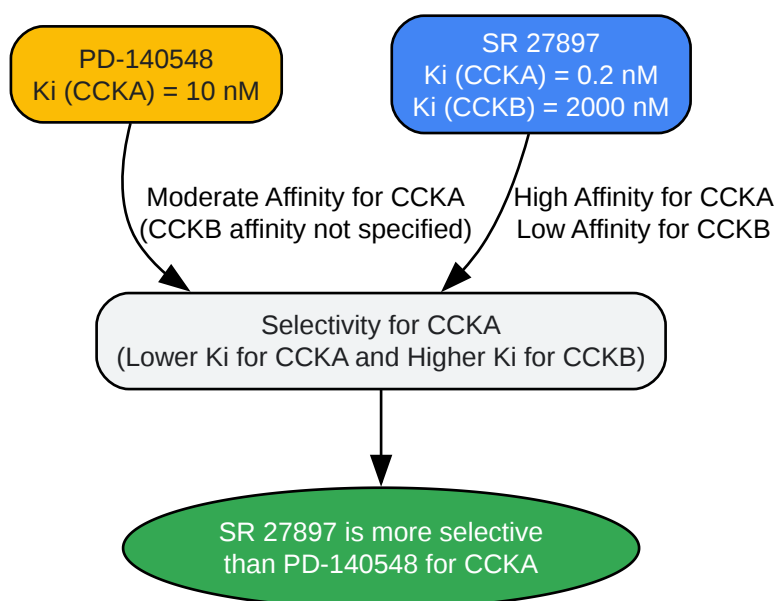 PD-140548
Ki (CCKA) = 10 nM
SR 27897
Ki (CCKA) = 0.2 nM
Ki (CCKB) = 2000 nM
Moderate Affinity for CCKA
(CCKB affinity not specified)
High Affinity for CCKA
Low Affinity for CCKB
Selectivity for CCKA
(Lower Ki for CCKA and Higher Ki for CCKB)
SR 27897 is more selective
than PD-140548 for CCKA